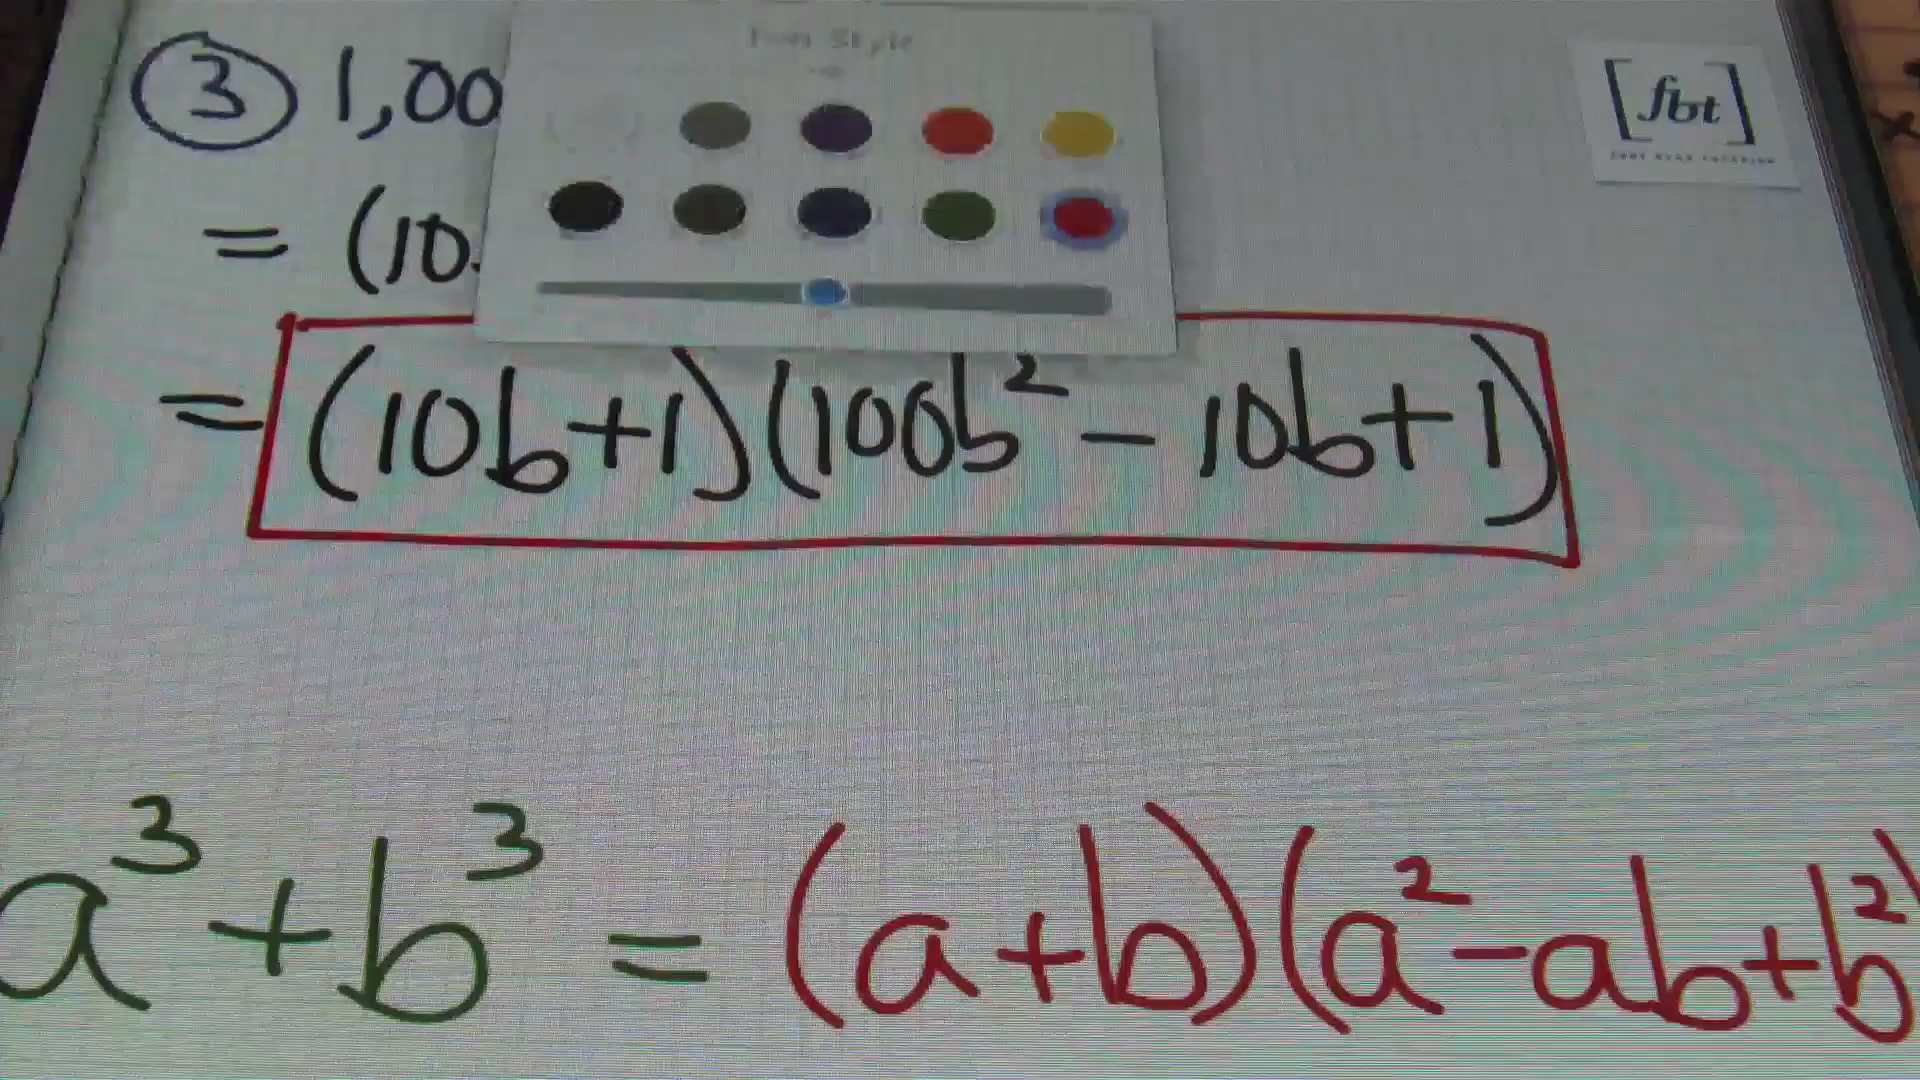 ③ 1,00
= (10
= (10b+1)(100b² − 10b+1)
a³+b³ = (a+b)(a²−ab+b²)
[fbt]